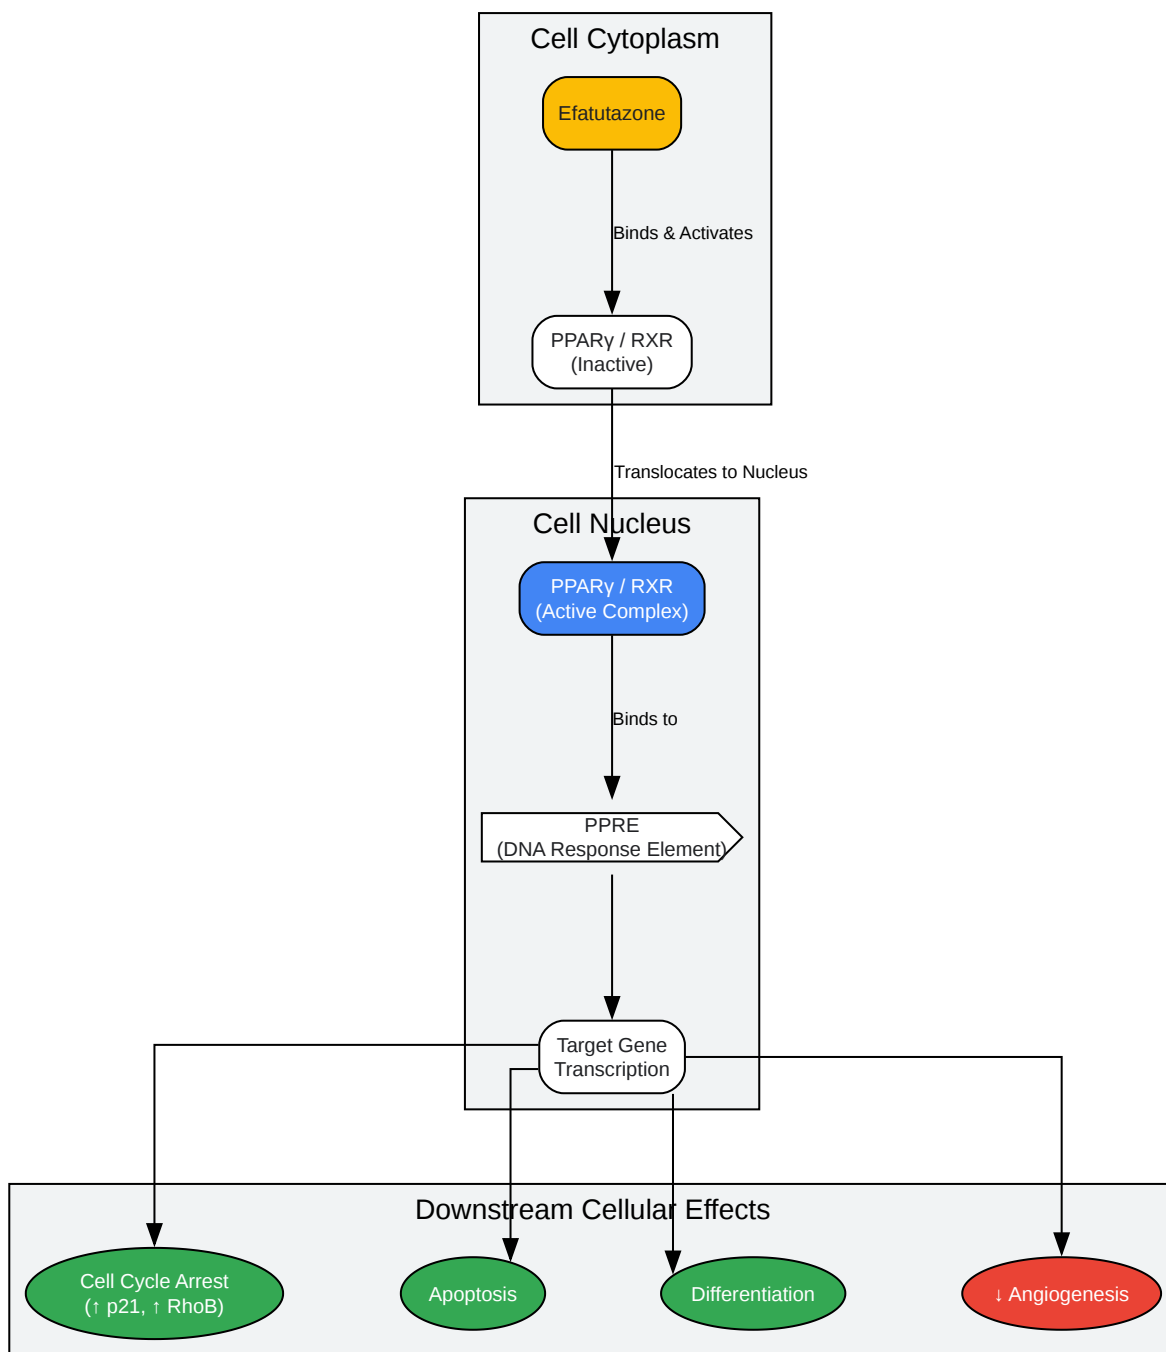 Cell Cytoplasm
Efatutazone
Binds & Activates
PPARγ / RXR
(Inactive)
Translocates to Nucleus
Cell Nucleus
PPARγ / RXR
(Active Complex)
Binds to
PPRE
(DNA Response Element)
Target Gene
Transcription
Downstream Cellular Effects
Cell Cycle Arrest
(↑ p21, ↑ RhoB)
Apoptosis
Differentiation
↓ Angiogenesis